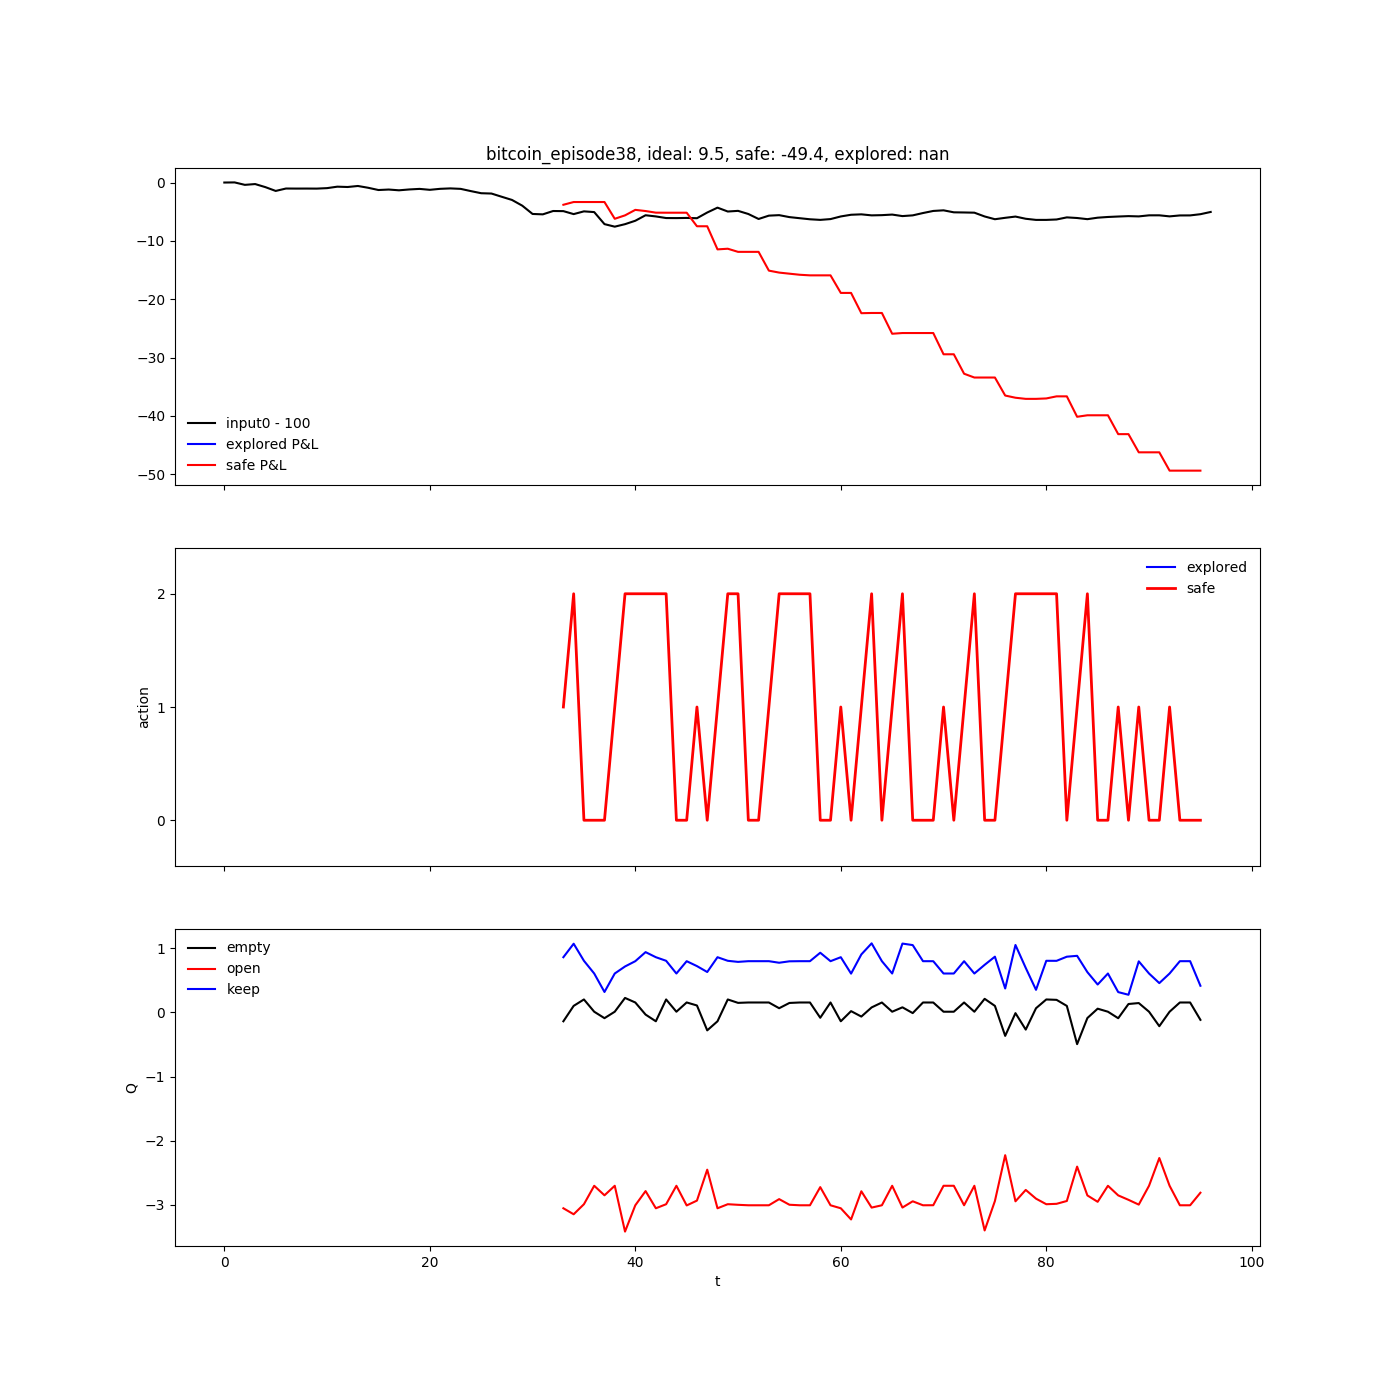 bitcoin_episode38, ideal: 9.5, safe: -49.4, explored: nan
0
−10
−20
−30
−40
−50
input0 - 100
explored P&L
safe P&L
2
1
0
action
explored
safe
1
0
−1
−2
−3
Q
empty
open
keep
0 20 40 60 80 100
t